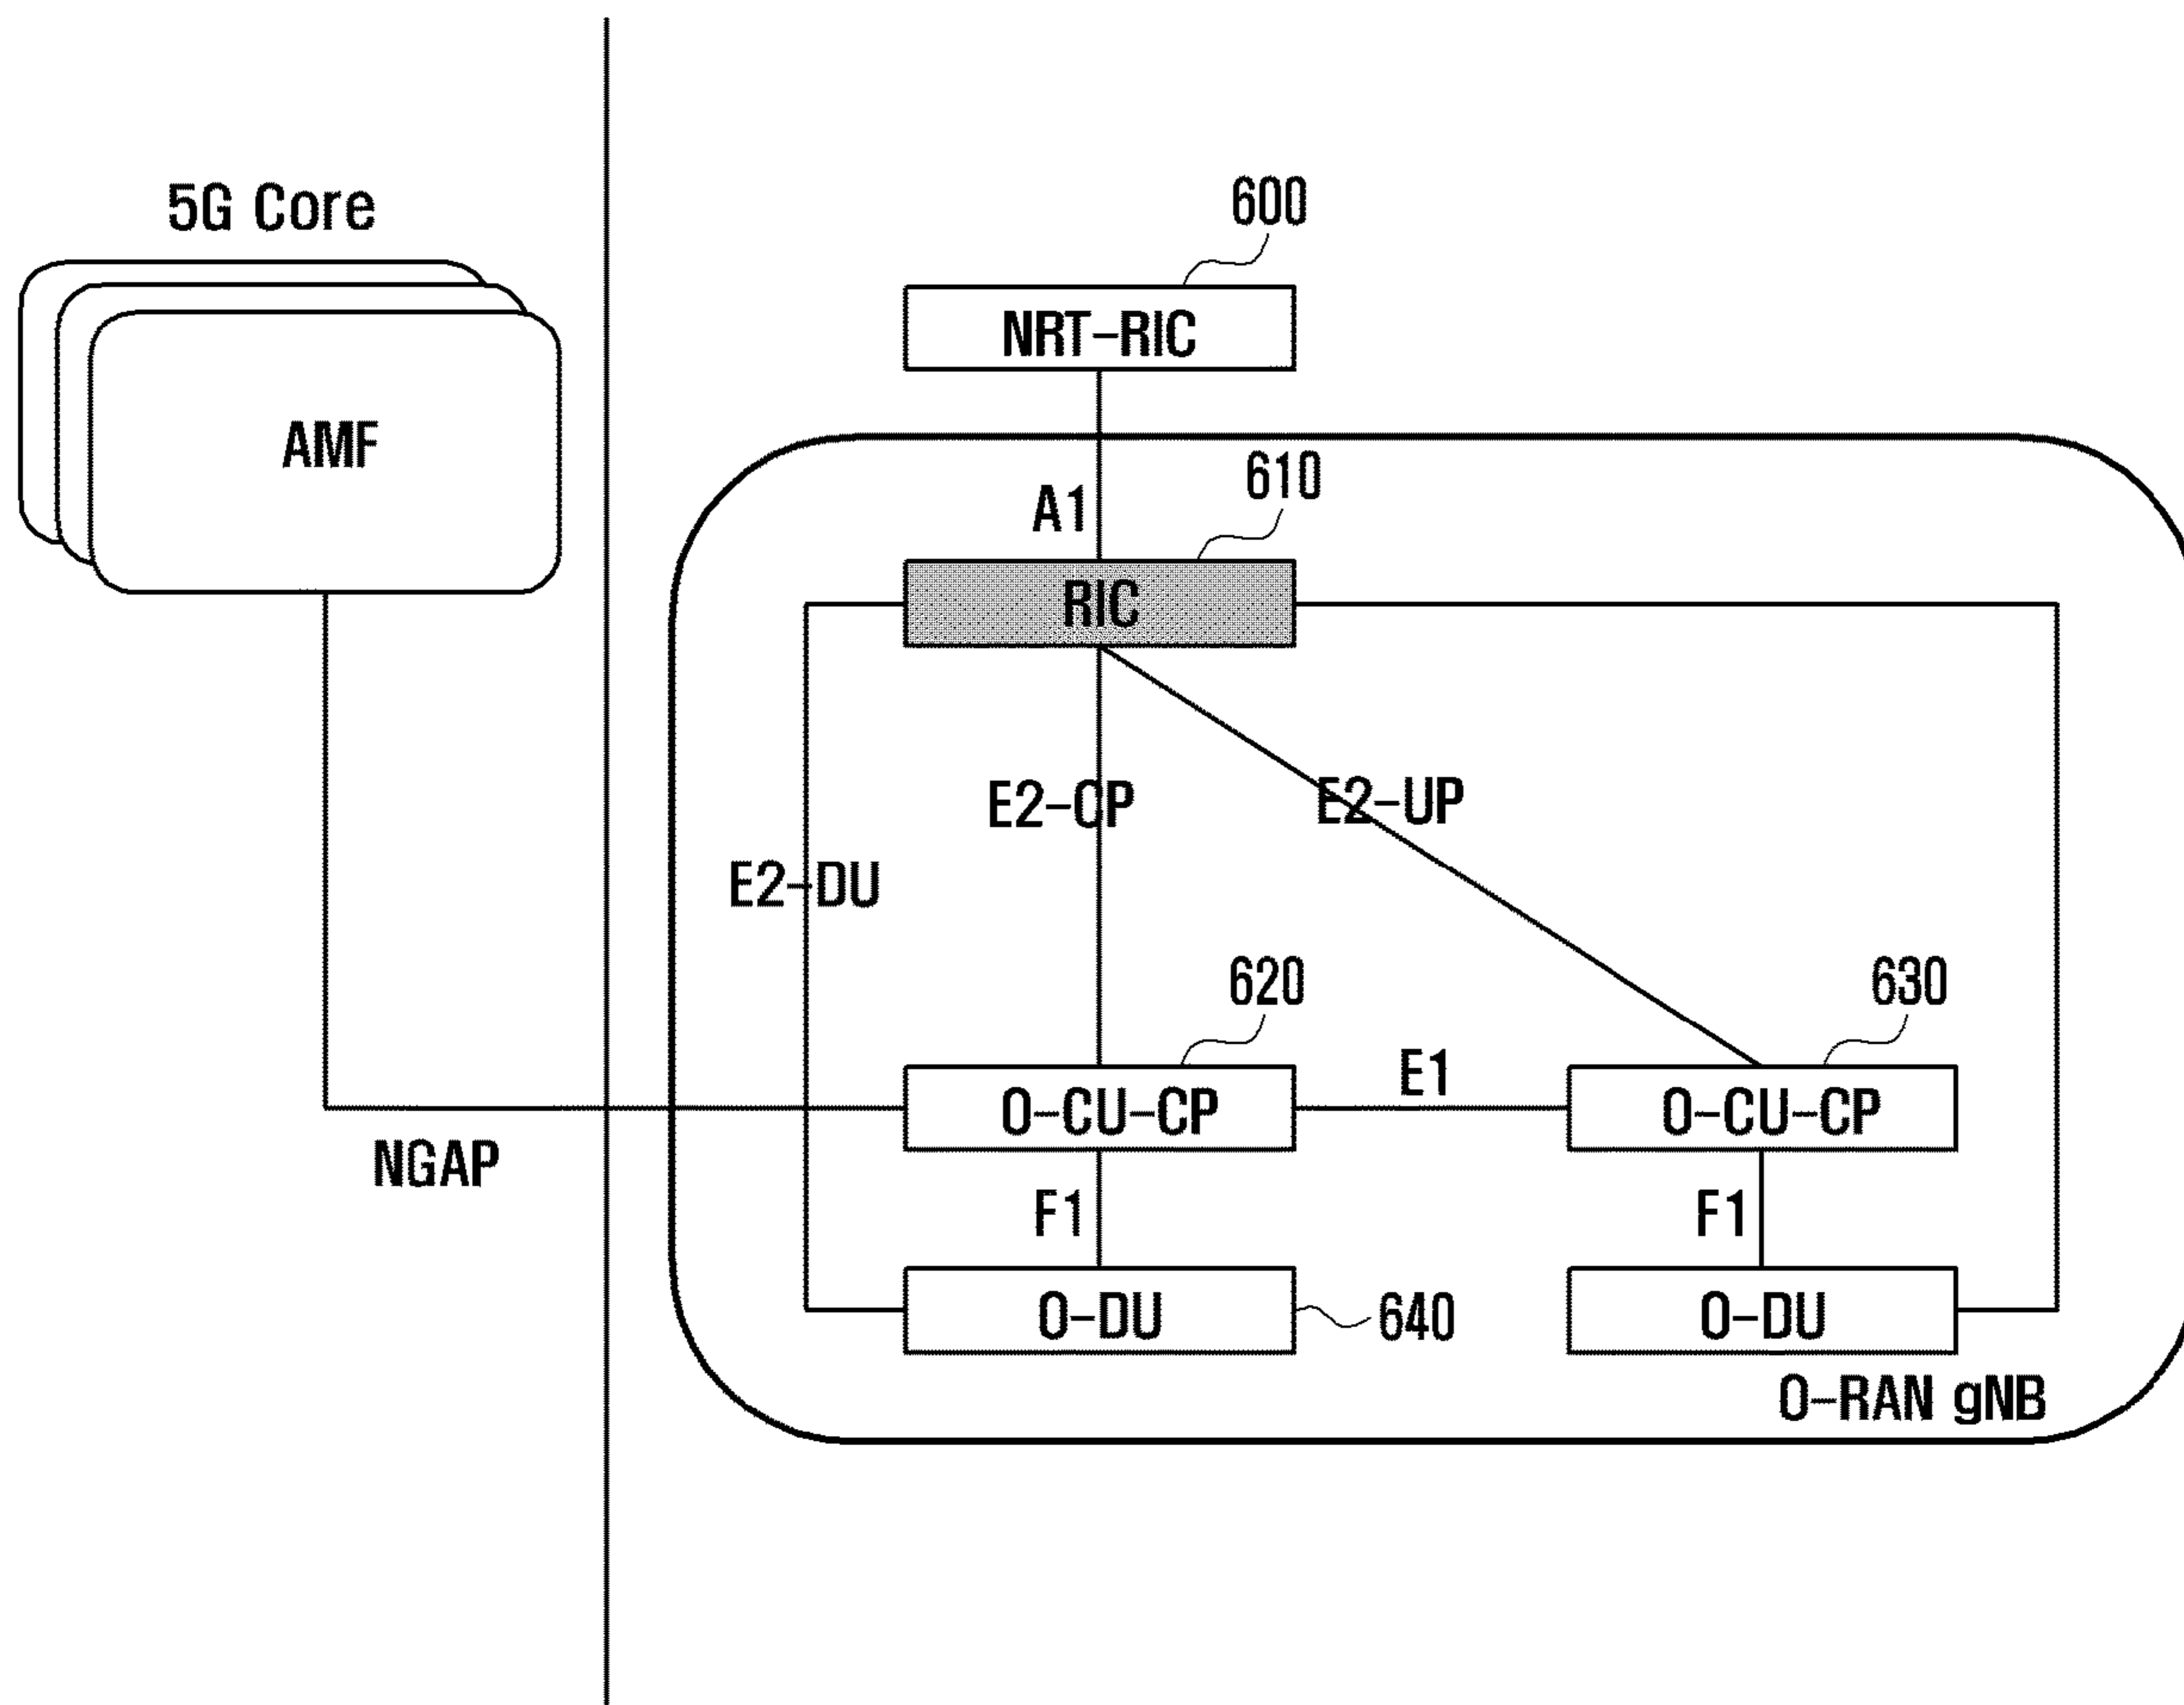 5G Core
AMF
NGAP
600
NRT-RIC
A1
610
RIC
E2-CP
E2-UP
E2-DU
620
630
O-CU-CP
E1
O-CU-CP
F1
F1
O-DU
640
O-DU
O-RAN gNB